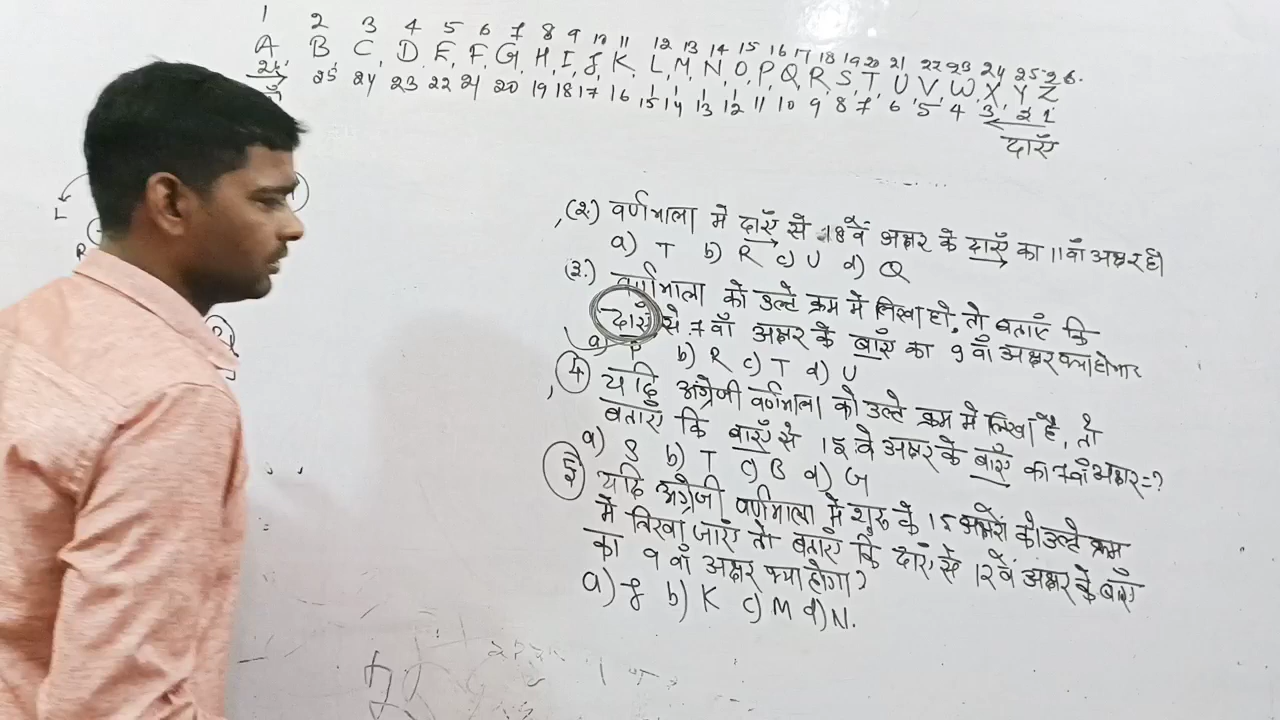 1 2 3 4 5 6 7 8 9 10 11 12 13 14 15 16 17 18 19 20 21 22 23 24 25 26.
A B C, D, E, F, G, H, I, J, K, L, M, N, O, P, Q, R, S, T, U, V, W, X, Y, Z
26 25 24 23 22 21 20 19 18 17 16 15 14 13 12 11 10 9 8 7 6 5 4 3 2 1
दाएँ
(2.) वर्णमाला मे दाएँ से 18वें अक्षर के दाएँ का 11वाँ अक्षर हो
a) T b) R c) U d) Q
(3.) वर्णमाला को उल्टे क्रम मे लिखा हो, तो बताएं कि
दाएँ से 7वाँ अक्षर के बाएं का 9वाँ अक्षर क्या होगा
a) P b) R c) T d) U
4 यदि अंग्रेजी वर्णमाला को उल्टे क्रम मे लिखा है, तो
बताएं कि बाएँ से 15वे अक्षर के बाएँ का 7वाँ अक्षर=?
a) S b) T c) B d) G
5 यदि अंग्रेजी वर्णमाला मे शुरु के 15 अक्षरों को उल्टे क्रम
मे लिखा जाएं तो बताएँ कि दाएं से 12वें अक्षर के बाएं
का 9वाँ अक्षर क्या होगा?
a) J b) K c) M d) N.